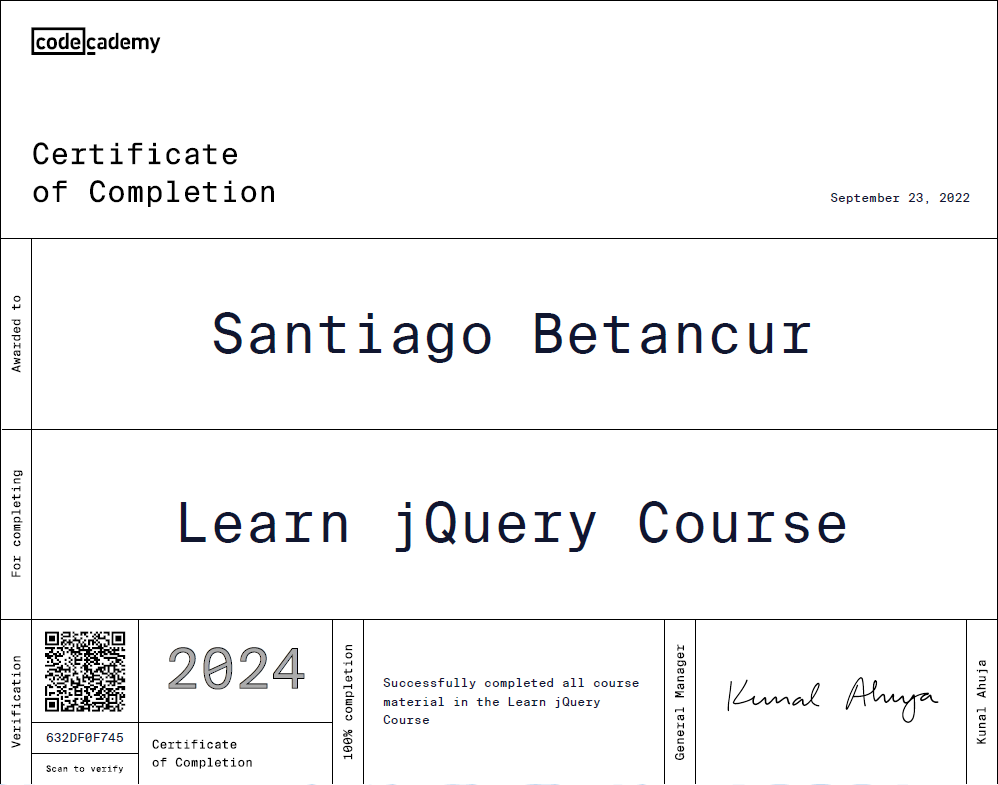 codecademy
Certificate
of Completion
September 23, 2022
Awarded to
Santiago Betancur
For completing
Learn jQuery Course
Verification
632DF0F745
Scan to verify
2024
Certificate
of Completion
100% completion
Successfully completed all course
material in the Learn jQuery
Course
General Manager
Kunal Ahuja
Kunal Ahuja